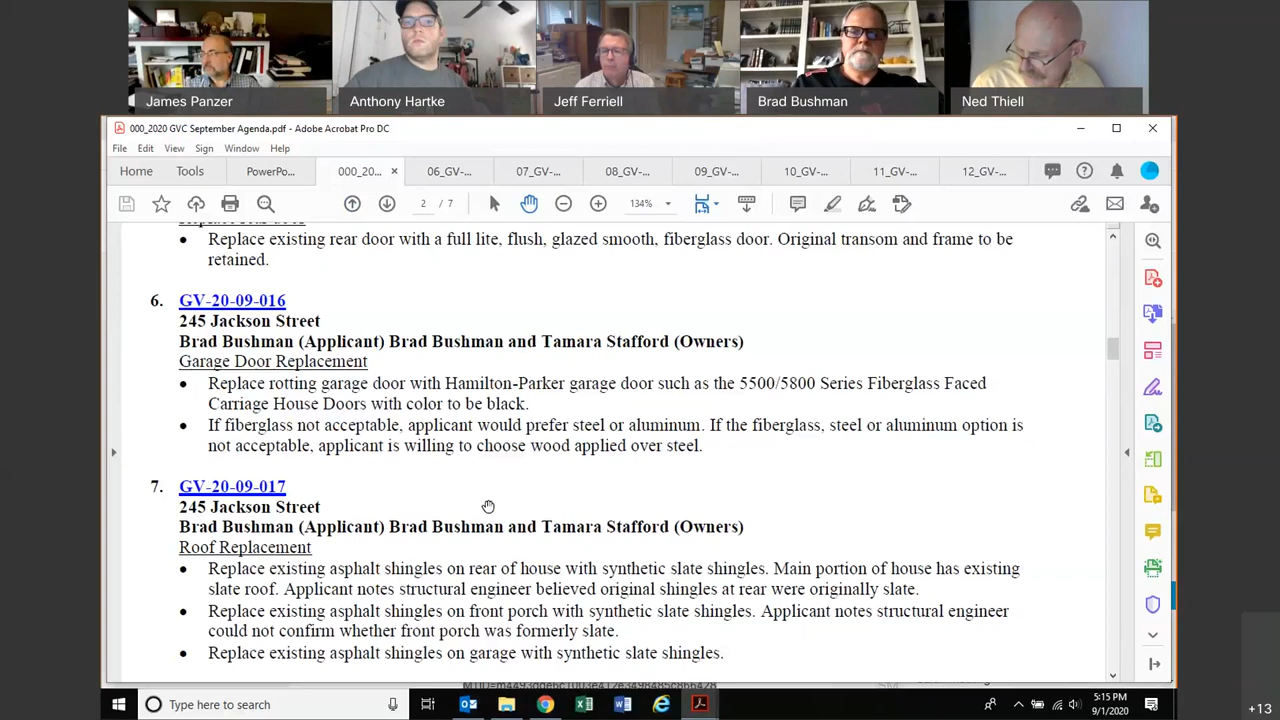 James Panzer
Anthony Hartke
Jeff Ferriell
Brad Bushman
Ned Thiell
000_2020 GVC September Agenda.pdf - Adobe Acrobat Pro DC
File Edit View Sign Window Help
Home Tools PowerPo... 000_20... 06_GV-... 07_GV-... 08_GV-... 09_GV-... 10_GV-... 11_GV-... 12_GV-...
2 / 7 134%
• Replace existing rear door with a full lite, flush, glazed smooth, fiberglass door. Original transom and frame to be
retained.
6. GV-20-09-016
245 Jackson Street
Brad Bushman (Applicant) Brad Bushman and Tamara Stafford (Owners)
Garage Door Replacement
• Replace rotting garage door with Hamilton-Parker garage door such as the 5500/5800 Series Fiberglass Faced
Carriage House Doors with color to be black.
• If fiberglass not acceptable, applicant would prefer steel or aluminum. If the fiberglass, steel or aluminum option is
not acceptable, applicant is willing to choose wood applied over steel.
7. GV-20-09-017
245 Jackson Street
Brad Bushman (Applicant) Brad Bushman and Tamara Stafford (Owners)
Roof Replacement
• Replace existing asphalt shingles on rear of house with synthetic slate shingles. Main portion of house has existing
slate roof. Applicant notes structural engineer believed original shingles at rear were originally slate.
• Replace existing asphalt shingles on front porch with synthetic slate shingles. Applicant notes structural engineer
could not confirm whether front porch was formerly slate.
• Replace existing asphalt shingles on garage with synthetic slate shingles.
Type here to search
5:15 PM
9/1/2020
+13